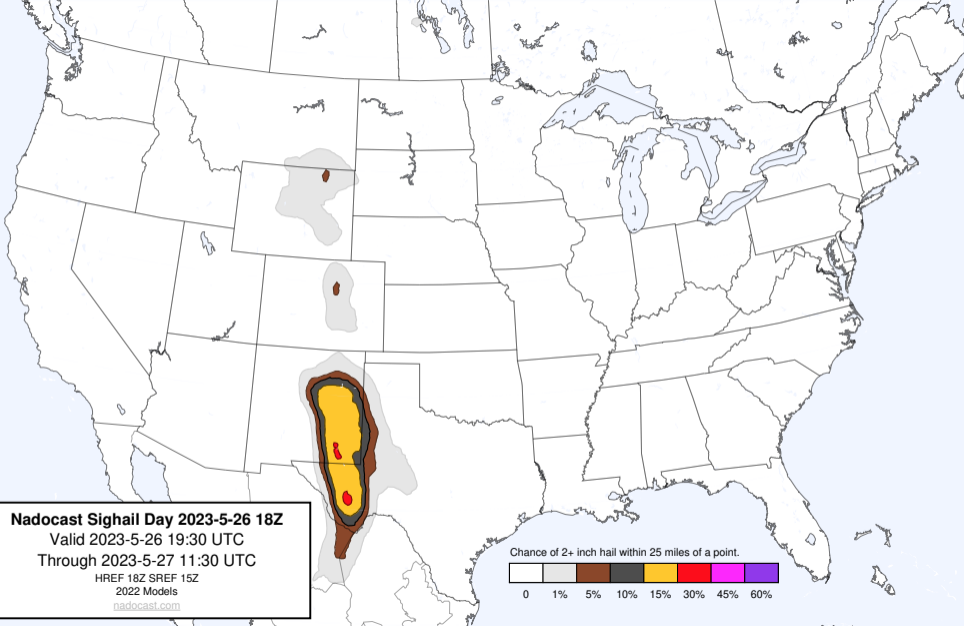 Nadocast Sighail Day 2023-5-26 18Z
Valid 2023-5-26 19:30 UTC
Through 2023-5-27 11:30 UTC
HREF 18Z SREF 15Z
2022 Models
nadocast.com
Chance of 2+ inch hail within 25 miles of a point.
0 1% 5% 10% 15% 30% 45% 60%